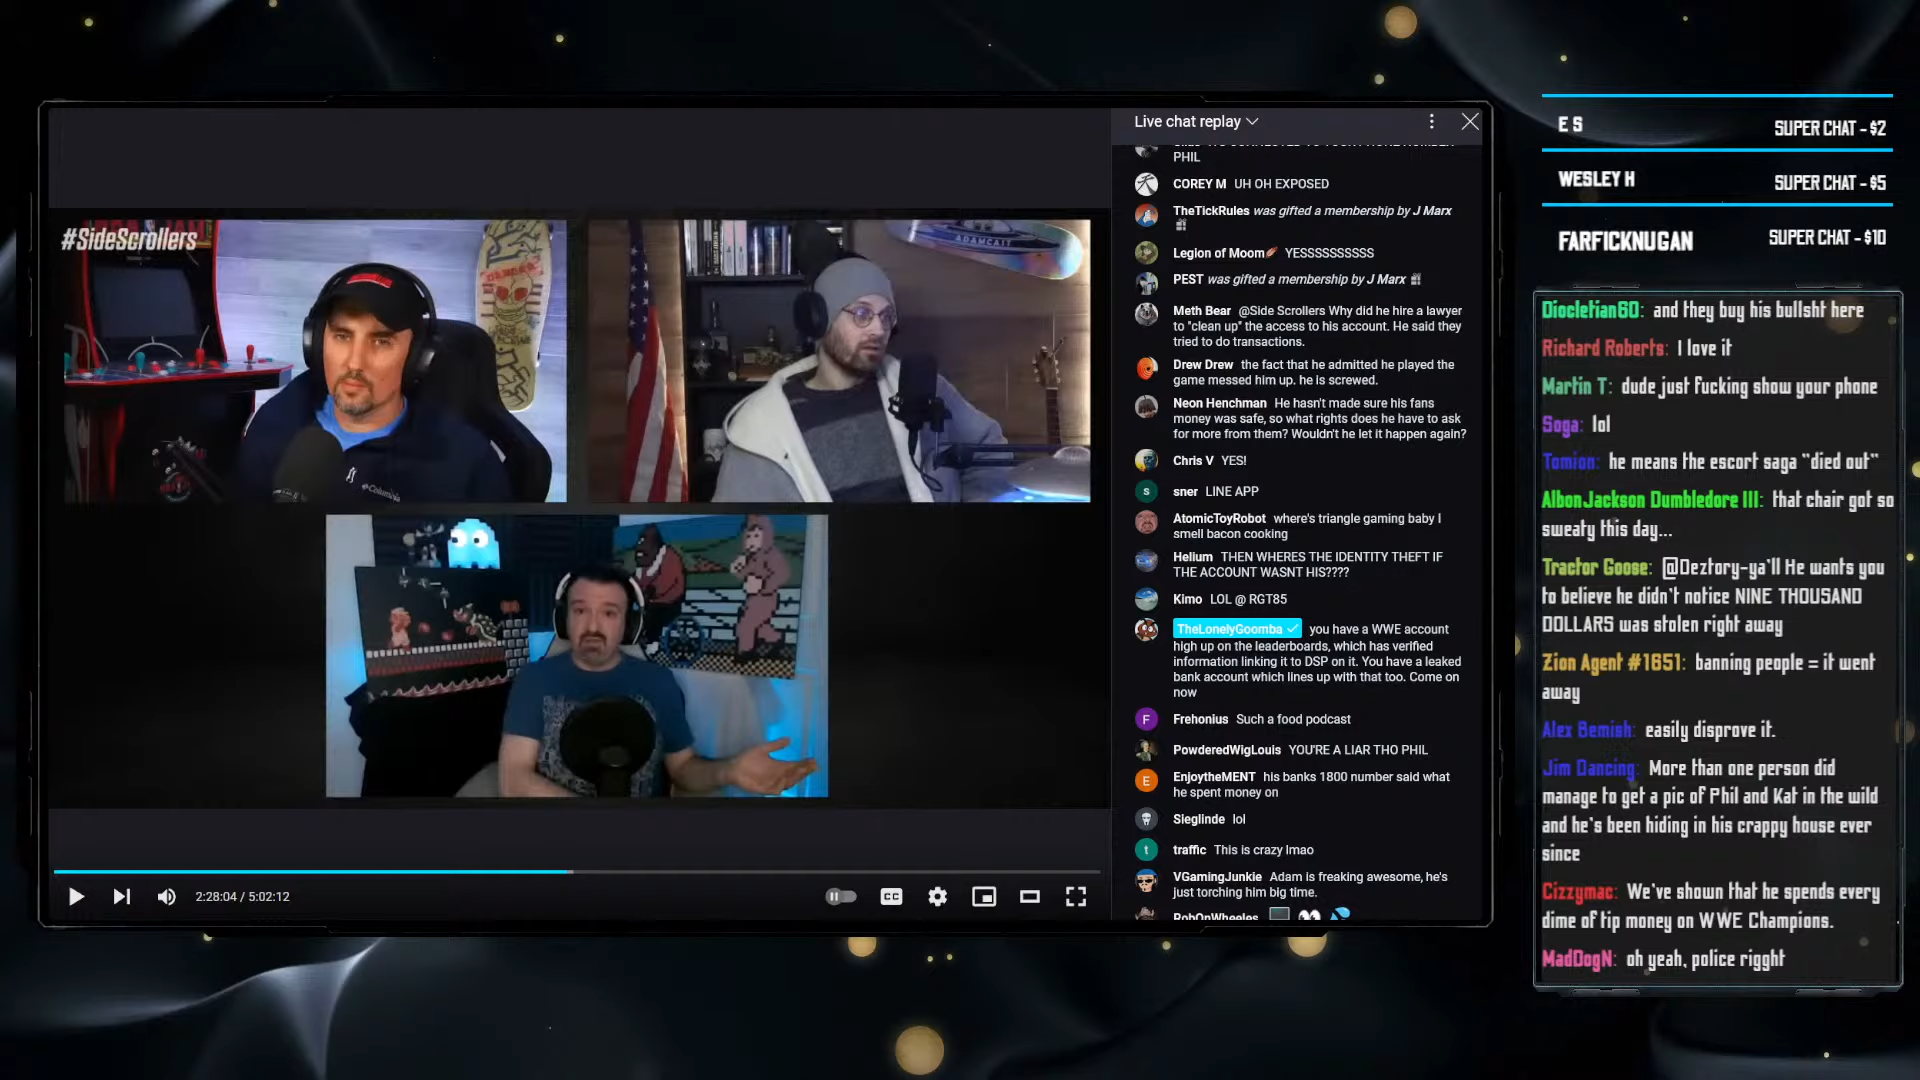 #SideScrollers
ADAMCAIT
Columbia
2:28:04 / 5:02:12
CC
Live chat replay
PHIL
COREY M UH OH EXPOSED
TheTickRules was gifted a membership by J Marx
Legion of Moom YESSSSSSSSSS
PEST was gifted a membership by J Marx
Meth Bear @Side Scrollers Why did he hire a lawyer
to "clean up" the access to his account. He said they
tried to do transactions.
Drew Drew the fact that he admitted he played the
game messed him up. he is screwed.
Neon Henchman He hasn't made sure his fans
money was safe, so what rights does he have to ask
for more from them? Wouldn't he let it happen again?
Chris V YES!
s
sner LINE APP
AtomicToyRobot where's triangle gaming baby I
smell bacon cooking
Helium THEN WHERES THE IDENTITY THEFT IF
THE ACCOUNT WASNT HIS????
Kimo LOL @ RGT85
TheLonelyGoomba you have a WWE account
high up on the leaderboards, which has verified
information linking it to DSP on it. You have a leaked
bank account which lines up with that too. Come on
now
F
Frehonius Such a food podcast
PowderedWigLouis YOU'RE A LIAR THO PHIL
E
EnjoytheMENT his banks 1800 number said what
he spent money on
Sieglinde lol
t
traffic This is crazy lmao
VGamingJunkie Adam is freaking awesome, he's
just torching him big time.
RobOnWheeles
E S SUPER CHAT - $2
WESLEY H SUPER CHAT - $5
FARFICKNUGAN SUPER CHAT - $10
Diocletian60: and they buy his bullsht here
Richard Roberts: I love it
Martin T: dude just fucking show your phone
Soga: lol
Tomion: he means the escort saga "died out"
AlbonJackson Dumbledore III: that chair got so
sweaty this day...
Tractor Goose: @Deztory-ya'll He wants you
to believe he didn't notice NINE THOUSAND
DOLLARS was stolen right away
Zion Agent #1651: banning people = it went
away
Alex Bemish: easily disprove it.
Jim Dancing: More than one person did
manage to get a pic of Phil and Kat in the wild
and he's been hiding in his crappy house ever
since
Cizzymac: We've shown that he spends every
dime of tip money on WWE Champions.
MadDogN: oh yeah, police rigght